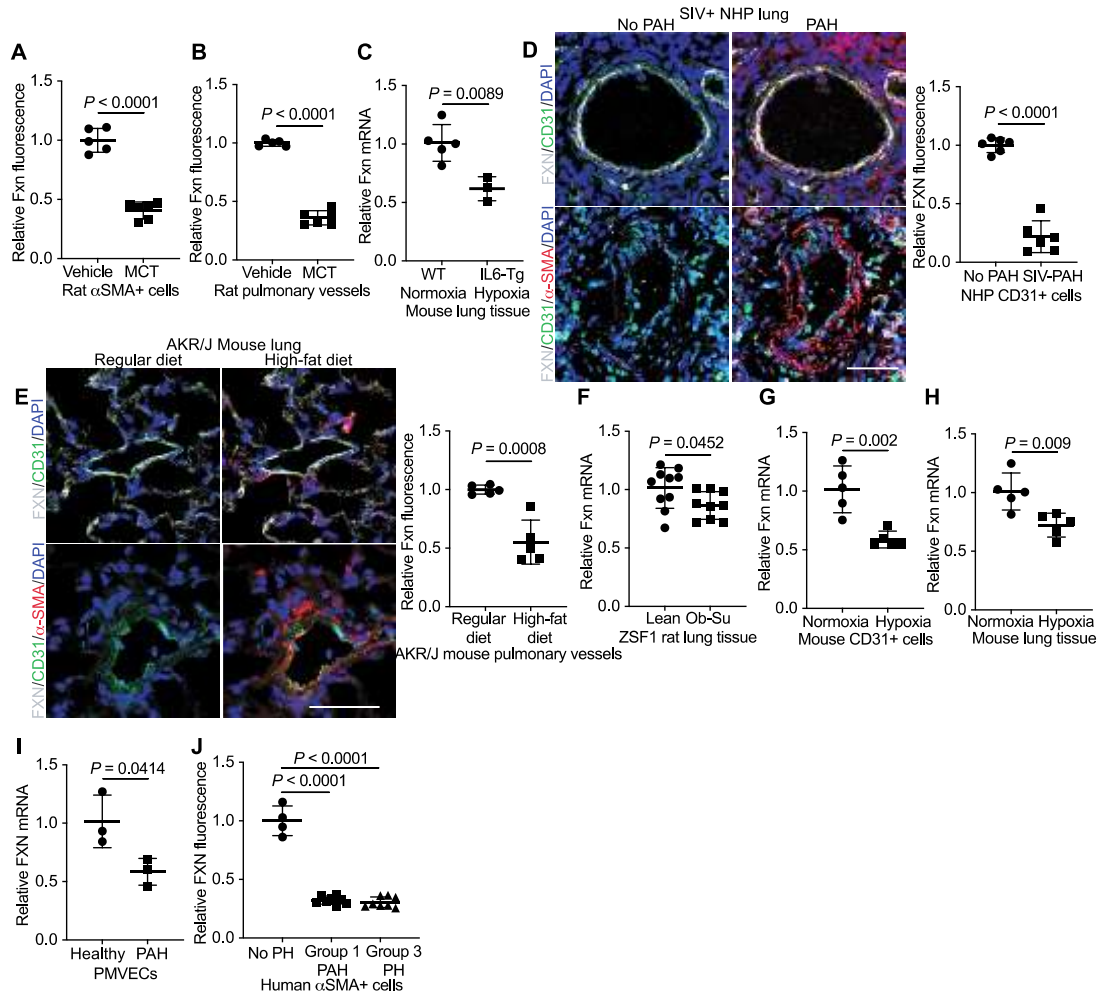 A
Relative Fxn fluorescence
1.5
1.0
0.5
0.0
P < 0.0001
Vehicle MCT
Rat αSMA+ cells
B
Relative Fxn fluorescence
1.5
1.0
0.5
0.0
P < 0.0001
Vehicle MCT
Rat pulmonary vessels
C
Relative Fxn mRNA
1.5
1.0
0.5
0.0
P = 0.0089
WT IL6-Tg
Normoxia Hypoxia
Mouse lung tissue
D
SIV+ NHP lung
No PAH PAH
FXN/CD31/DAPI
FXN/CD31/α-SMA/DAPI
Relative FXN fluorescence
1.5
1.0
0.5
0.0
P <0.0001
No PAH SIV-PAH
NHP CD31+ cells
E
AKR/J Mouse lung
Regular diet High-fat diet
FXN/CD31/DAPI
FXN/CD31/α-SMA/DAPI
Relative Fxn fluorescence
1.5
1.0
0.5
0.0
P = 0.0008
Regular High-fat
diet diet
AKR/J mouse pulmonary vessels
F
Relative Fxn mRNA
1.5
1.0
0.5
0.0
P = 0.0452
Lean Ob-Su
ZSF1 rat lung tissue
G
Relative Fxn mRNA
1.5
1.0
0.5
0.0
P = 0.002
Normoxia Hypoxia
Mouse CD31+ cells
H
Relative Fxn mRNA
1.5
1.0
0.5
0.0
P = 0.009
Normoxia Hypoxia
Mouse lung tissue
I
Relative FXN mRNA
1.5
1.0
0.5
0.0
P = 0.0414
Healthy PAH
PMVECs
J
Relative FXN fluorescence
1.5
1.0
0.5
0.0
P < 0.0001
P < 0.0001
No PH Group 1 Group 3
PAH PH
Human αSMA+ cells